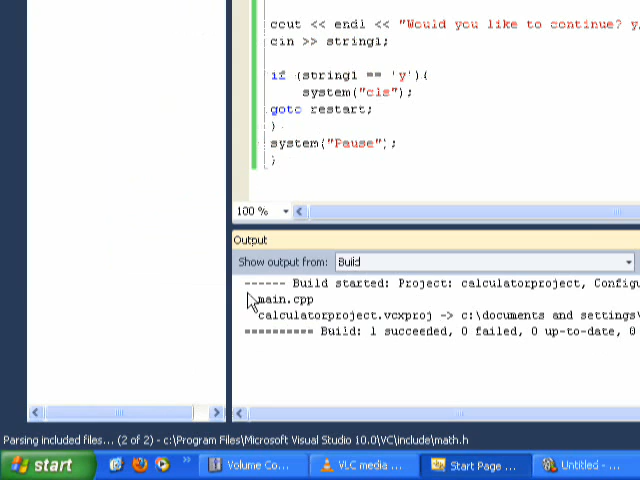 cout << endl << "Would you like to continue? y
cin >> string1;
if (string1 == 'y'){
system("cls");
goto restart;
}
system("Pause");
}
100 %
Output
Show output from: Build
------ Build started: Project: calculatorproject, Configu
main.cpp
calculatorproject.vcxproj -> c:\documents and settings\
========== Build: 1 succeeded, 0 failed, 0 up-to-date, 0
Parsing included files... (2 of 2) - c:\Program Files\Microsoft Visual Studio 10.0\VC\include\math.h
start
Volume Co...
VLC media ...
Start Page ...
Untitled - ...